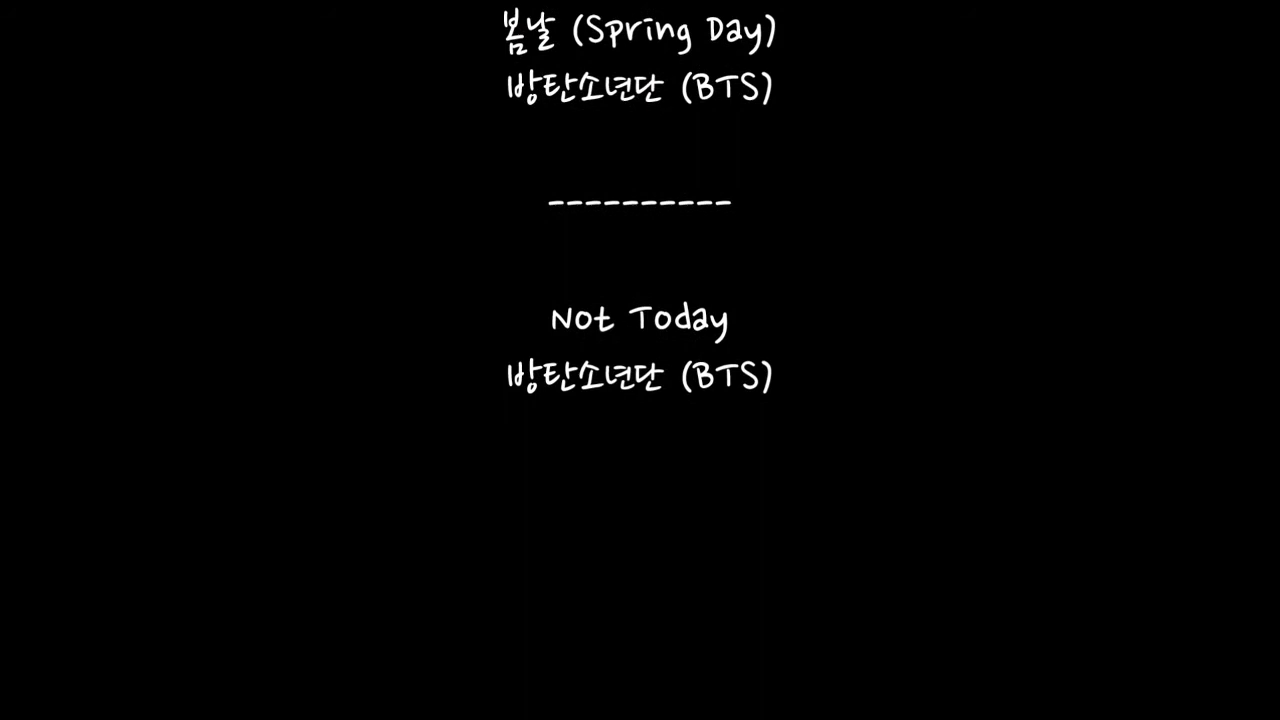 봄날 (Spring Day)
방탄소년단 (BTS)
----------
Not Today
방탄소년단 (BTS)